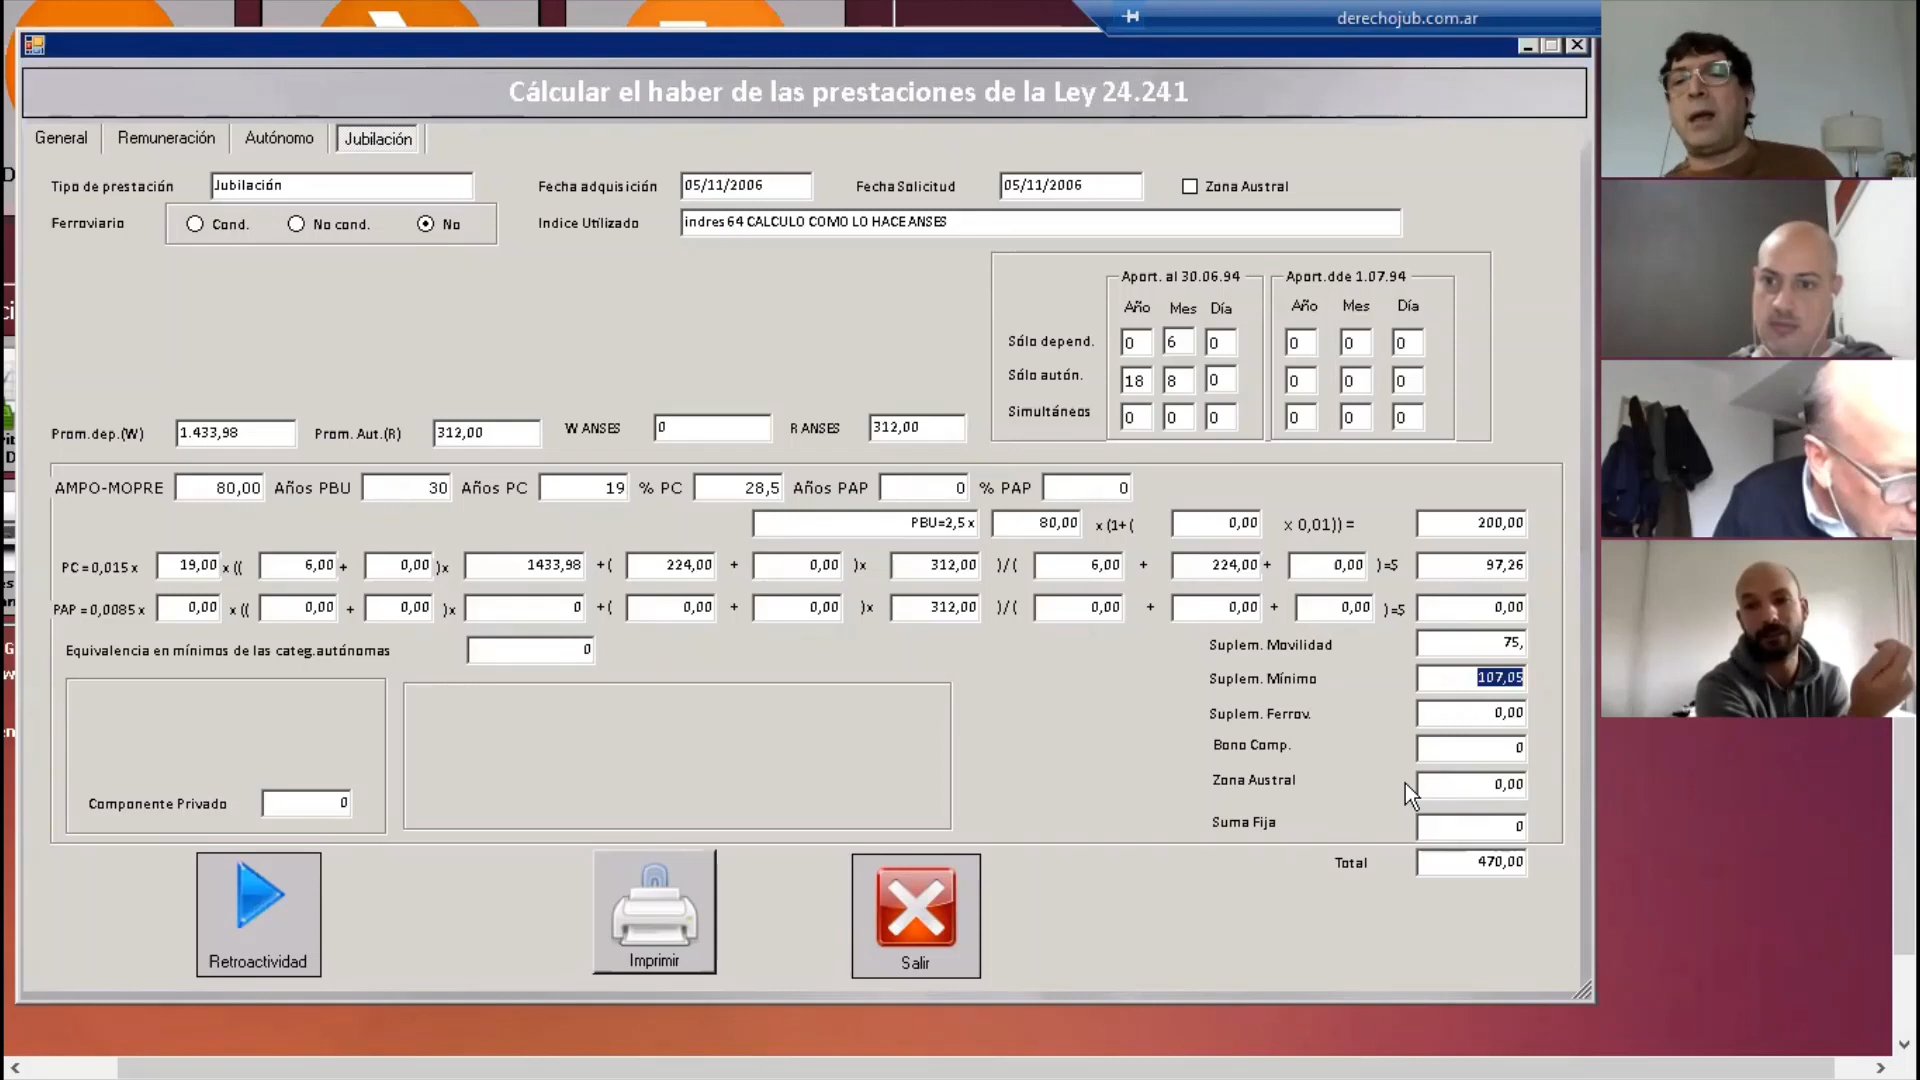 derechojub.com.ar
Cálcular el haber de las prestaciones de la Ley 24.241
General Remuneración Autónomo Jubilación
Tipo de prestación Jubilación Fecha adquisición 05/11/2006 Fecha Solicitud 05/11/2006 Zona Austral
Ferroviario Cond. No cond. No Indice Utilizado indres 64 CALCULO COMO LO HACE ANSES
Aport. al 30.06.94 Aport.dde 1.07.94
Año Mes Día Año Mes Día
Sólo depend. 0 6 0 0 0 0
Sólo autón. 18 8 0 0 0 0
Simultáneos 0 0 0 0 0 0
Prom.dep.(W) 1.433,98 Prom. Aut.(R) 312,00 W ANSES 0 R ANSES 312,00
AMPO-MOPRE 80,00 Años PBU 30 Años PC 19 % PC 28,5 Años PAP 0 % PAP 0
PBU=2,5 x 80,00 x (1+( 0,00 x 0,01)) = 200,00
PC=0,015 x 19,00 x (( 6,00 + 0,00 )x 1433,98 +( 224,00 + 0,00 )x 312,00 )/( 6,00 + 224,00 + 0,00 )=$ 97,26
PAP =0,0085 x 0,00 x (( 0,00 + 0,00 )x 0 +( 0,00 + 0,00 )x 312,00 )/( 0,00 + 0,00 + 0,00 )=$ 0,00
Equivalencia en mínimos de las categ.autónomas 0
Suplem. Movilidad 75,
Suplem. Mínimo 107,05
Suplem. Ferrov. 0,00
Bono Comp. 0
Zona Austral 0,00
Componente Privado 0
Suma Fija 0
Total 470,00
Retroactividad Imprimir Salir